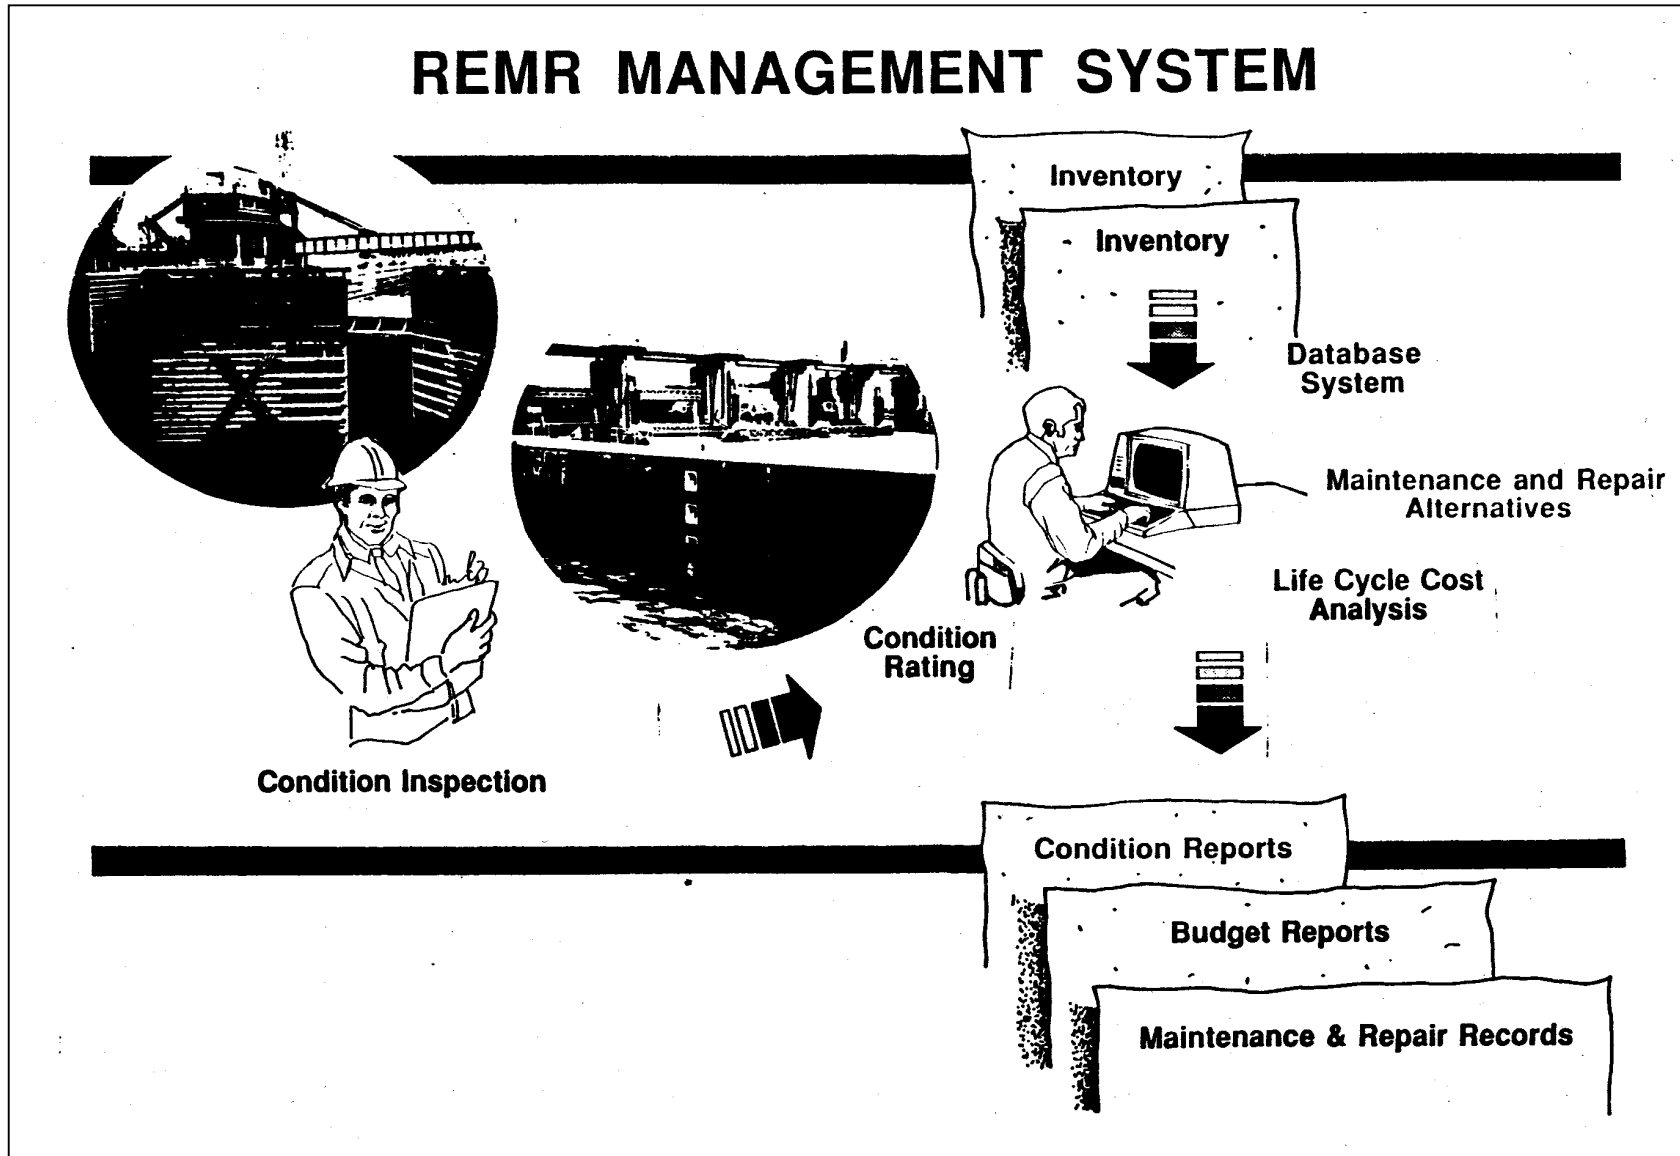 REMR MANAGEMENT SYSTEM
Inventory
Inventory
Database
System
Maintenance and Repair
Alternatives
Life Cycle Cost
Analysis
Condition
Rating
Condition Inspection
Condition Reports
Budget Reports
Maintenance & Repair Records